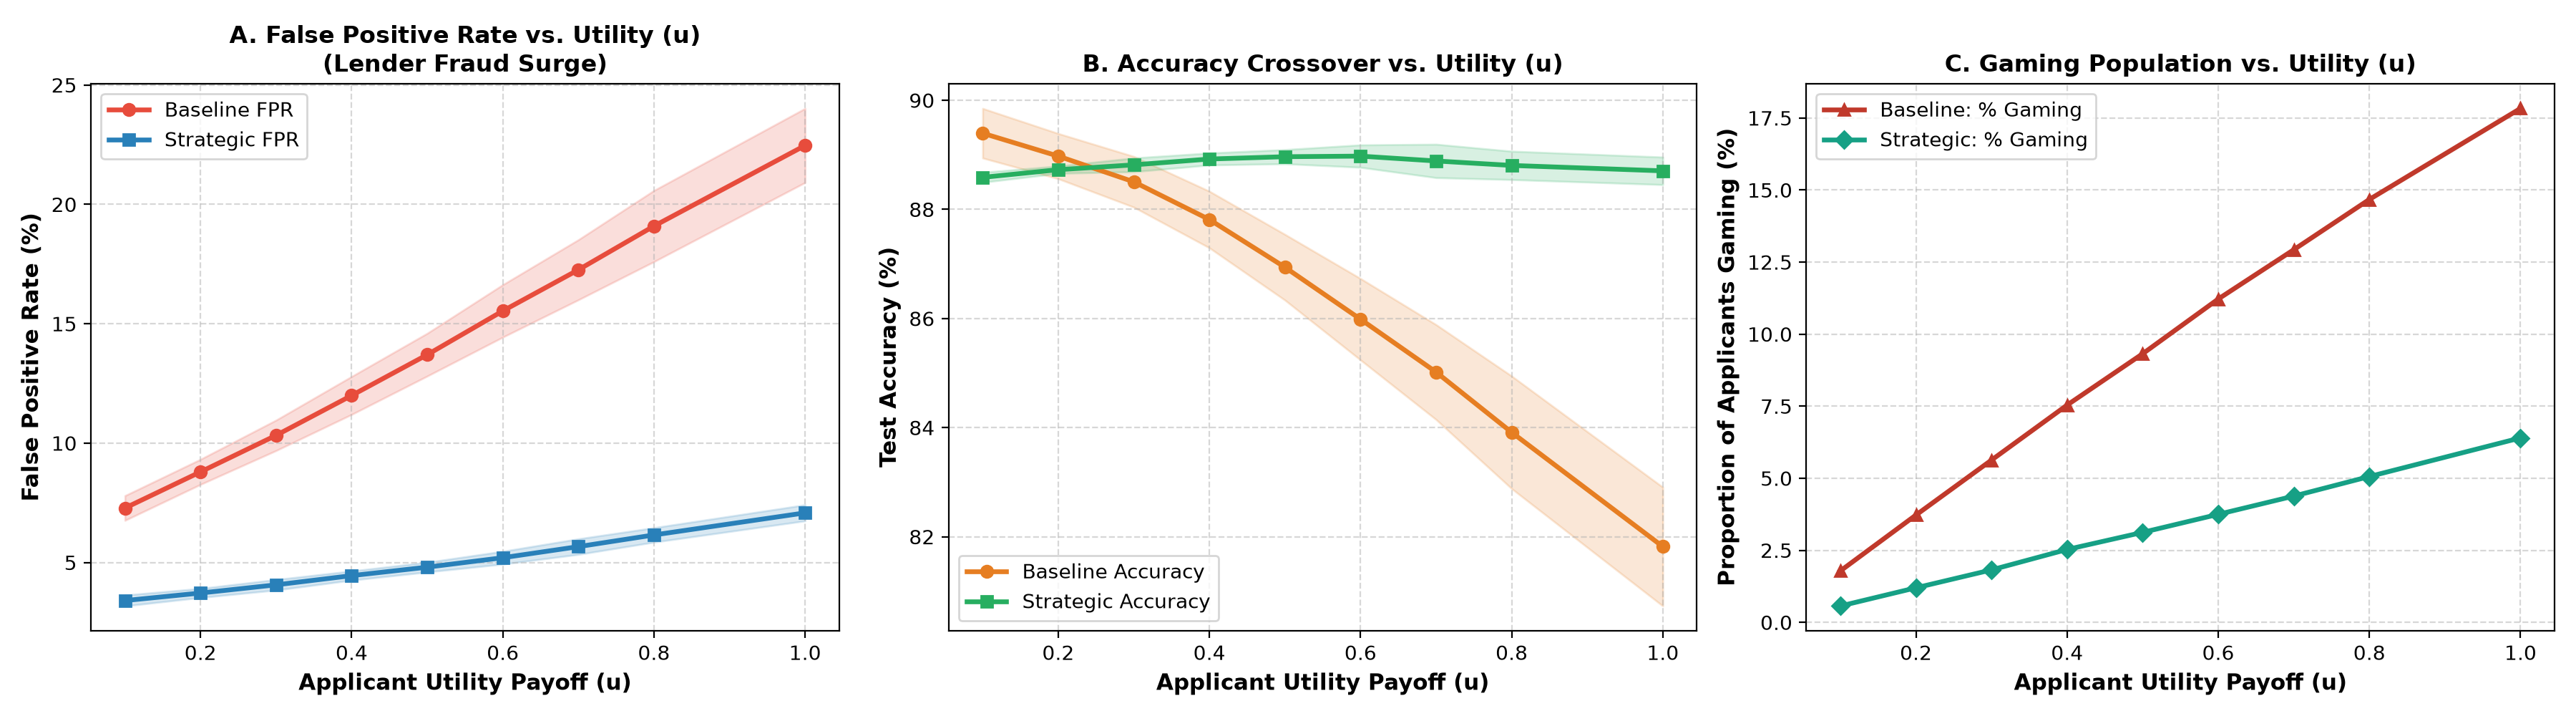 A. False Positive Rate vs. Utility (u)
(Lender Fraud Surge)
False Positive Rate (%)
25
20
15
10
5
Baseline FPR
Strategic FPR
0.2 0.4 0.6 0.8 1.0
Applicant Utility Payoff (u)
B. Accuracy Crossover vs. Utility (u)
Test Accuracy (%)
90
88
86
84
82
Baseline Accuracy
Strategic Accuracy
0.2 0.4 0.6 0.8 1.0
Applicant Utility Payoff (u)
C. Gaming Population vs. Utility (u)
Proportion of Applicants Gaming (%)
17.5
15.0
12.5
10.0
7.5
5.0
2.5
0.0
Baseline: % Gaming
Strategic: % Gaming
0.2 0.4 0.6 0.8 1.0
Applicant Utility Payoff (u)